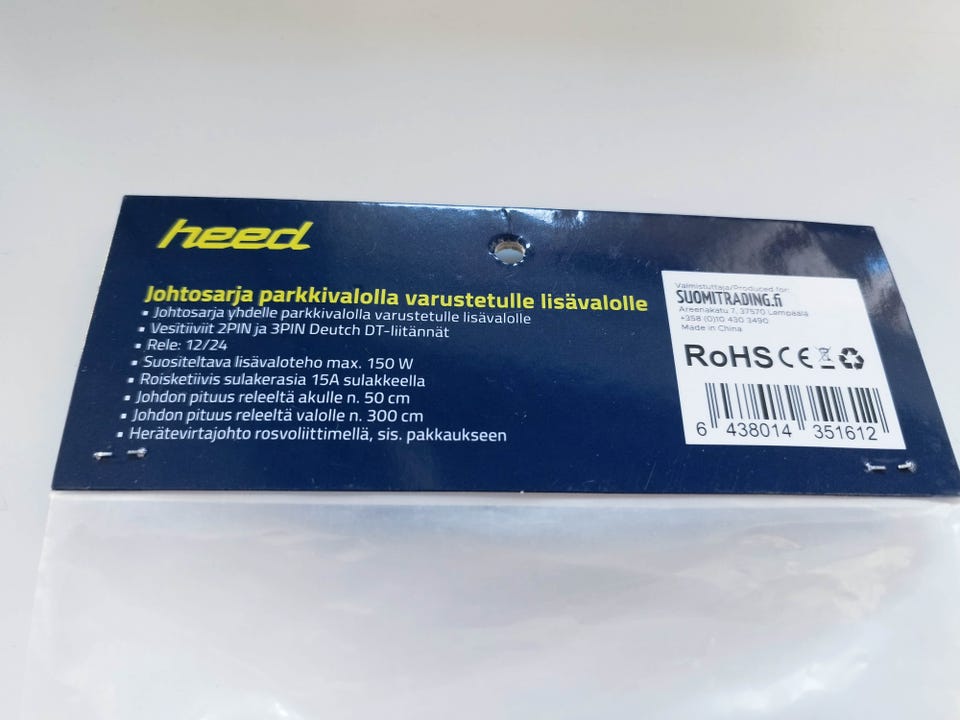 heed
Johtosarja parkkivalolla varustetulle lisävalolle
▪ Johtosarja yhdelle parkkivalolla varustetulle lisävalolle
▪ Vesitiiviit 2PIN ja 3PIN Deutch DT-liitännät
▪ Rele: 12/24
▪ Suositeltava lisävaloteho max. 150 W
▪ Roisketiivis sulakerasia 15A sulakkeella
▪ Johdon pituus releeltä akulle n. 50 cm
▪ Johdon pituus releeltä valolle n. 300 cm
▪ Herätevirtajohto rosvoliittimellä, sis. pakkaukseen
Valmistuttaja/Produced for:
SUOMITRADING.fi
Areenakatu 7, 37570 Lempäälä
+358 (0)10 430 3490
Made in China
RoHS CE
6 438014 351612